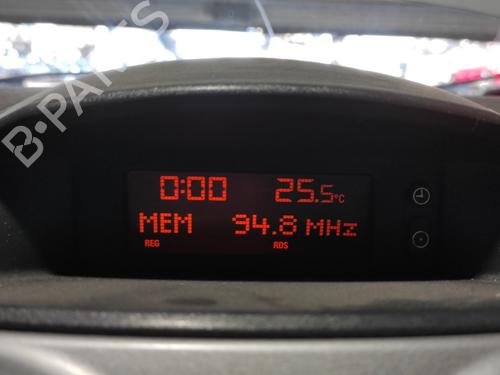 B-PARTS
0:00 25.5°C
MEM 94.8 MHz
REG RDS